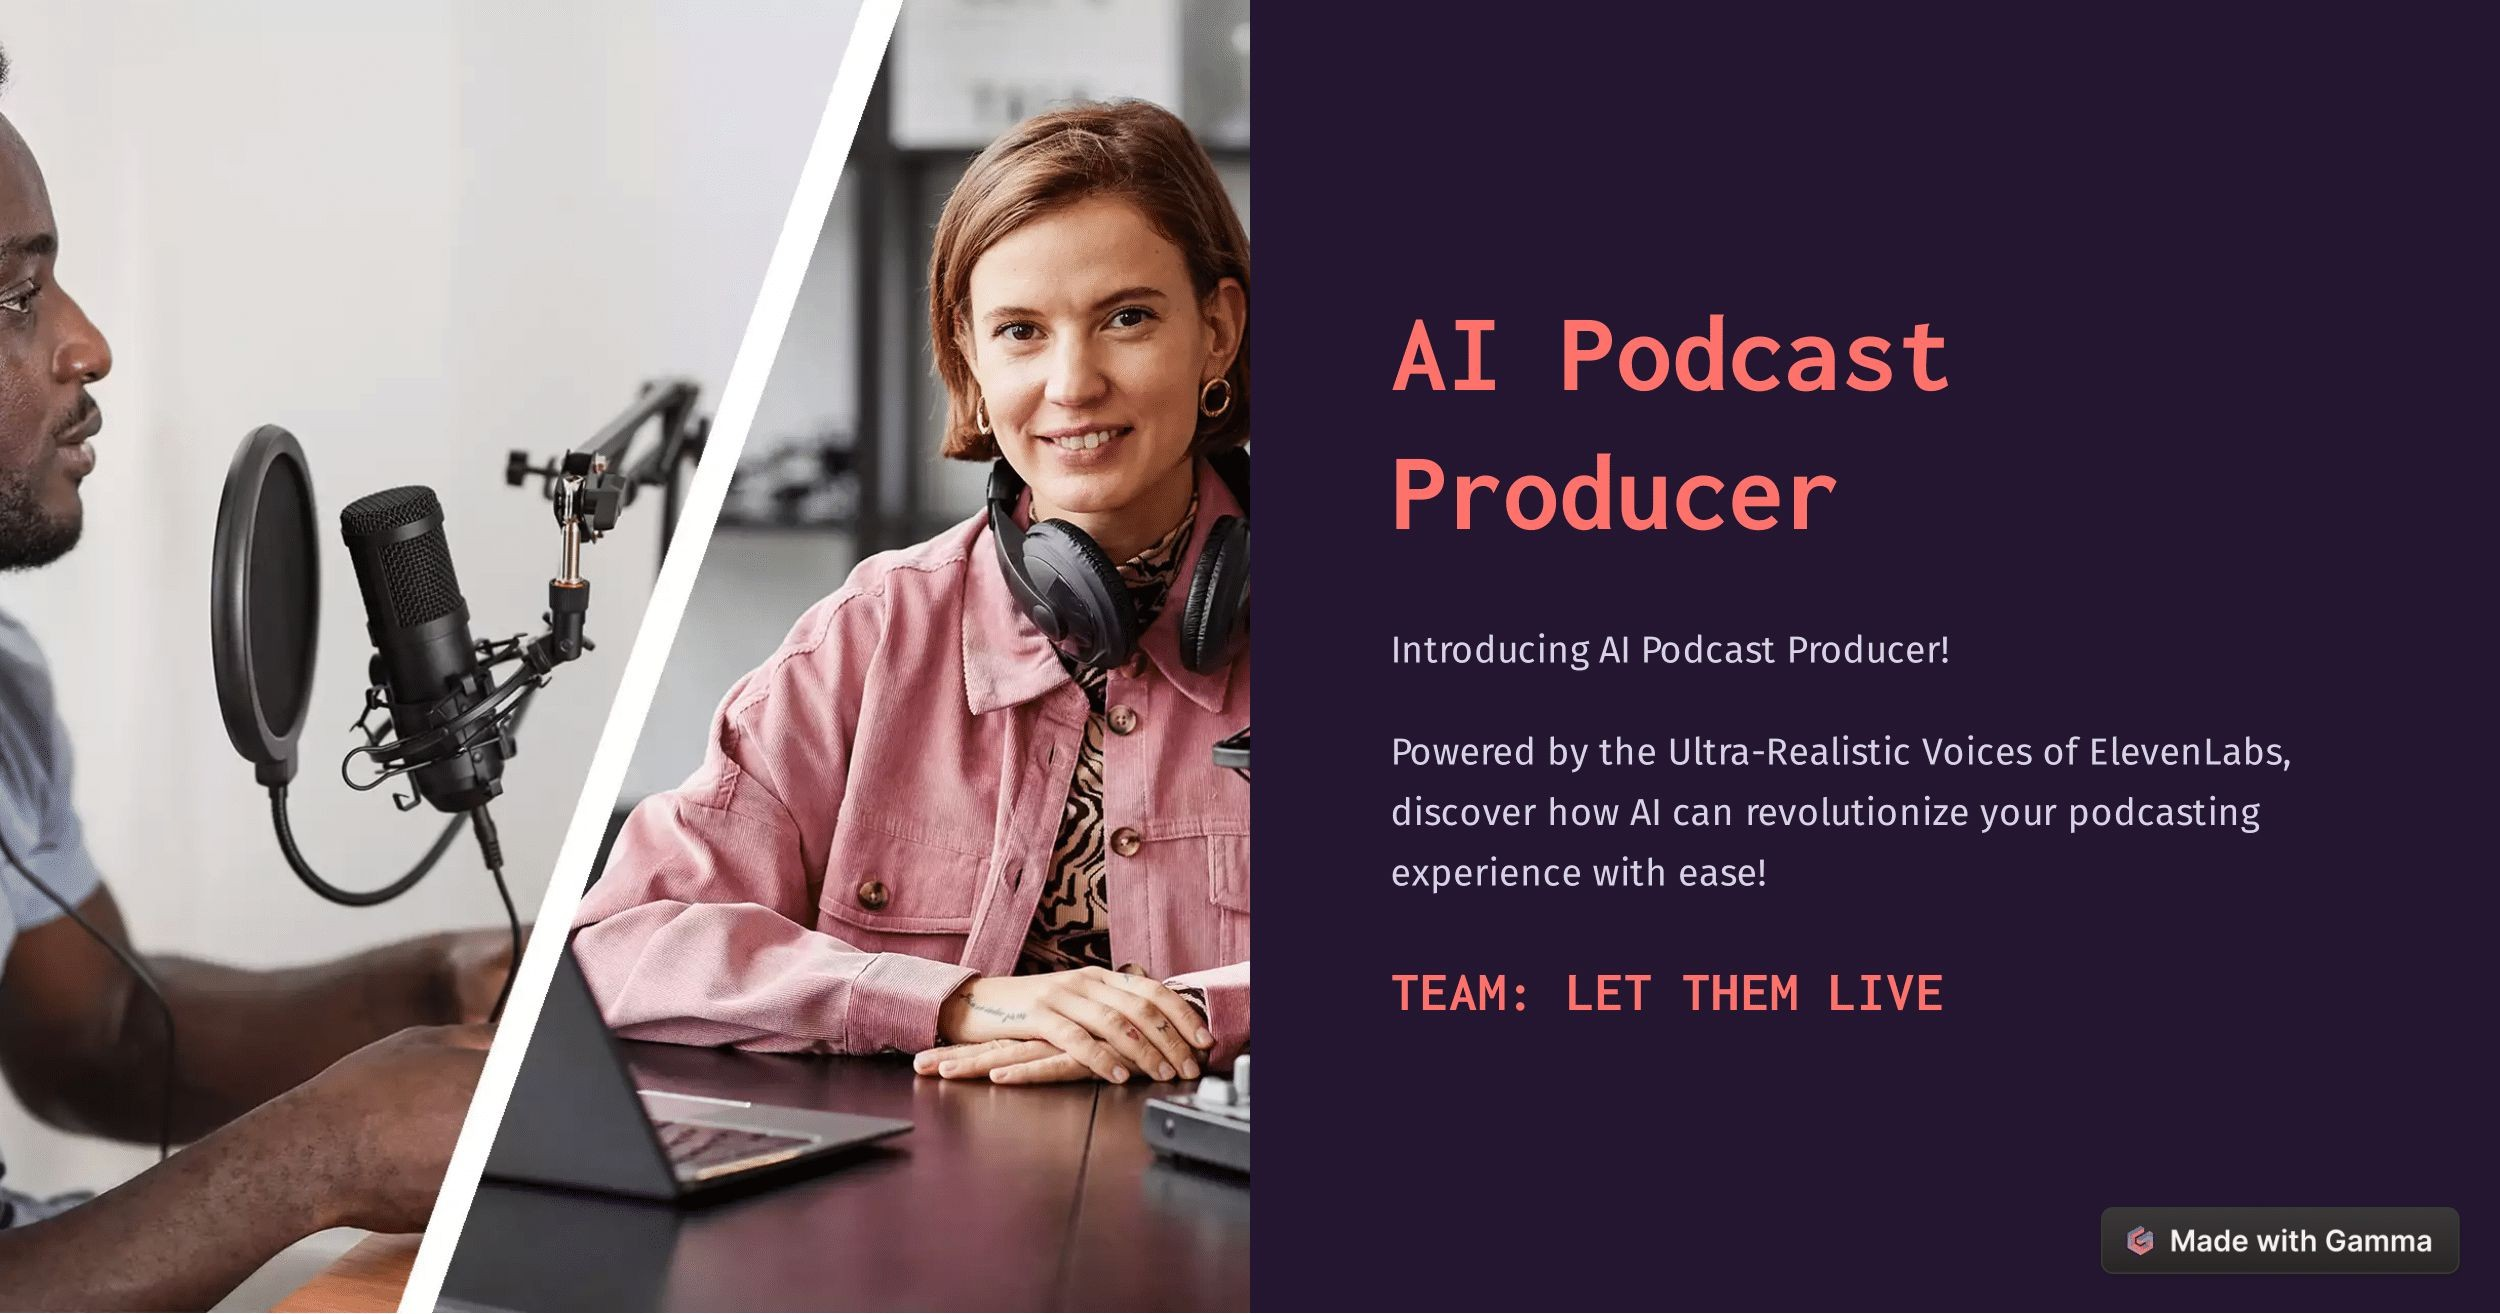 AI Podcast
Producer
Introducing AI Podcast Producer!
Powered by the Ultra-Realistic Voices of ElevenLabs,
discover how AI can revolutionize your podcasting
experience with ease!
TEAM: LET THEM LIVE
Made with Gamma